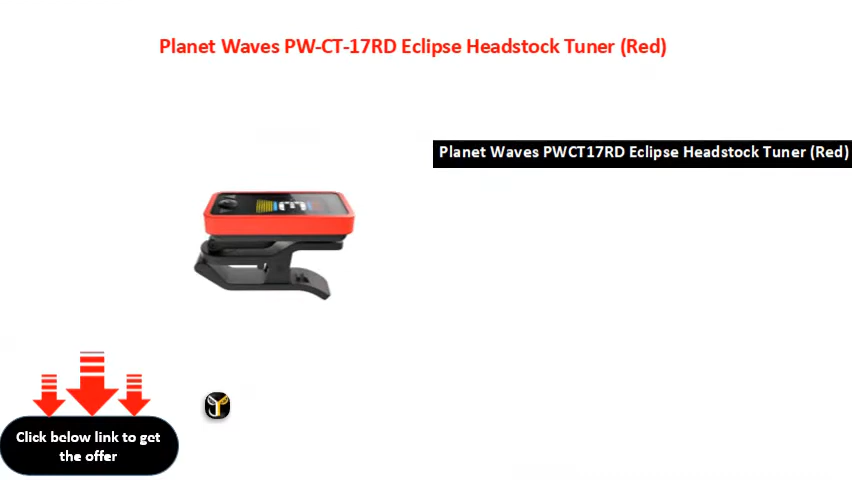 Planet Waves PW-CT-17RD Eclipse Headstock Tuner (Red)
Planet Waves PWCT17RD Eclipse Headstock Tuner (Red)
Click below link to get
the offer